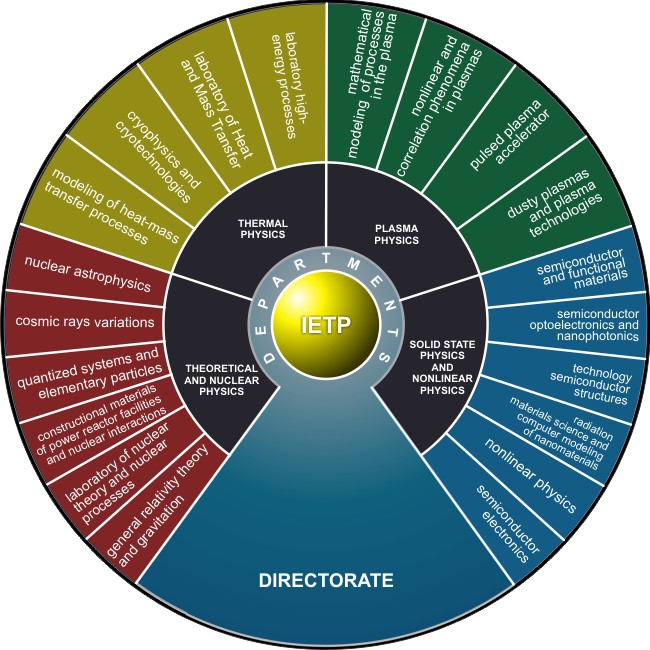 IETP
DEPARTMENTS
THERMAL
PHYSICS
modeling of heat-mass
transfer processes
cryophysics and
cryotechnologies
laboratory of Heat
and Mass Transfer
laboratory high-
energy processes
PLASMA
PHYSICS
mathematical
modeling of processes
in the plasma
nonlinear and
correlation phenomena
in plasmas
pulsed plasma
accelerator
dusty plasmas
and plasma
technologies
SOLID STATE
PHYSICS
AND
NONLINEAR
PHYSICS
semiconductor
and functional
materials
semiconductor
optoelectronics and
nanophotonics
technology
semiconductor
structures
radiation
materials science and
computer modeling
of nanomaterials
nonlinear physics
semiconductor
electronics
THEORETICAL
AND NUCLEAR
PHYSICS
nuclear astrophysics
cosmic rays variations
quantized systems and
elementary particles
constructional materials
of power reactor facilities
and nuclear interactions
laboratory of nuclear
theory and nuclear
processes
general relativity theory
and gravitation
DIRECTORATE